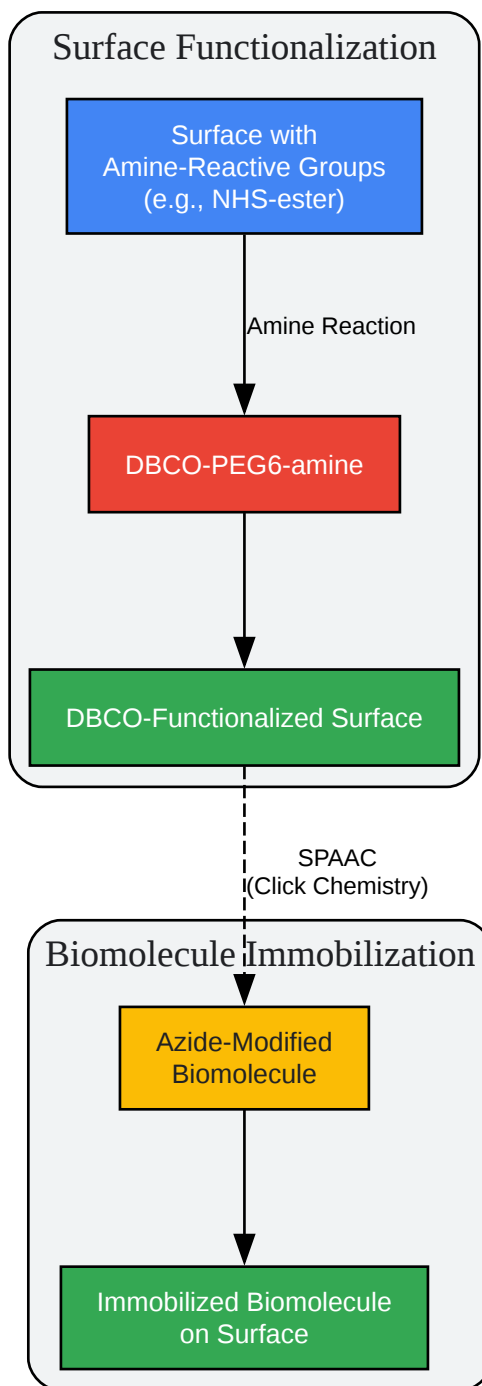 Surface Functionalization
Surface with
Amine-Reactive Groups
(e.g., NHS-ester)
Amine Reaction
DBCO-PEG6-amine
DBCO-Functionalized Surface
SPAAC
(Click Chemistry)
Biomolecule Immobilization
Azide-Modified
Biomolecule
Immobilized Biomolecule
on Surface